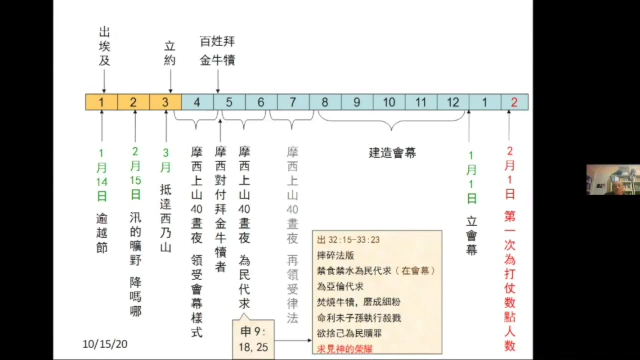 出埃及
立約
百姓拜
金牛犢
1 2 3 4 5 6 7 8 9 10 11 12 1 2
1月14日 逾越節
2月15日 汛的曠野 降嗎哪
3月 抵達西乃山
摩西上山40晝夜 領受會幕樣式
摩西對付拜金牛犢者
摩西上山40晝夜 為民代求
摩西上山40晝夜 再領受律法
建造會幕
1月1日 立會幕
2月1日 第一次為打仗数點人数
申 9：
18, 25
出 32:15-33:23
摔碎法版
禁食禁水為民代求（在會幕）
為亞倫代求
焚燒牛犢，磨成細粉
命利未子孫執行殺戮
欲捨己為民贖罪
求見神的荣耀
10/15/20